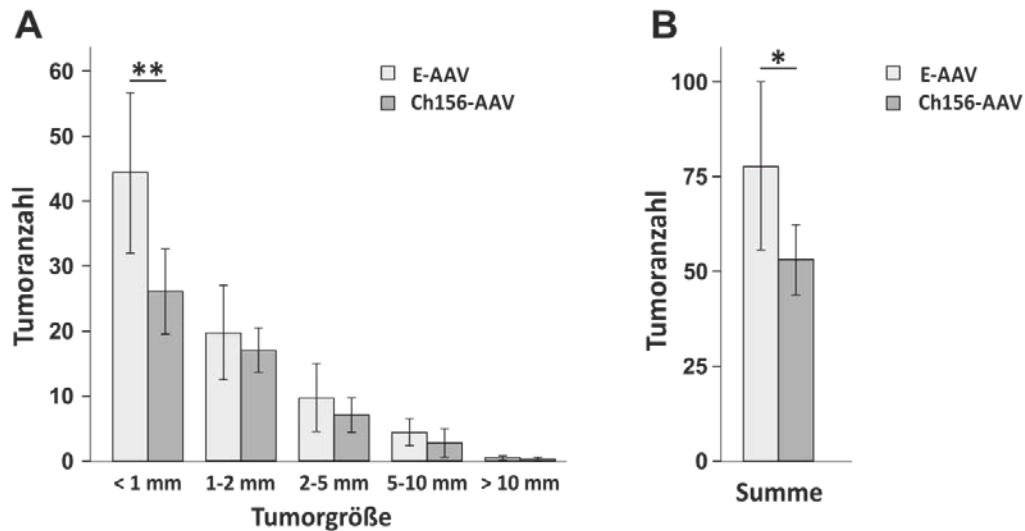 A
Tumoranzahl
60
50
40
30
20
10
0
**
E-AAV
Ch156-AAV
< 1 mm 1-2 mm 2-5 mm 5-10 mm > 10 mm
Tumorgröße
B
Tumoranzahl
100
75
50
25
0
*
E-AAV
Ch156-AAV
Summe